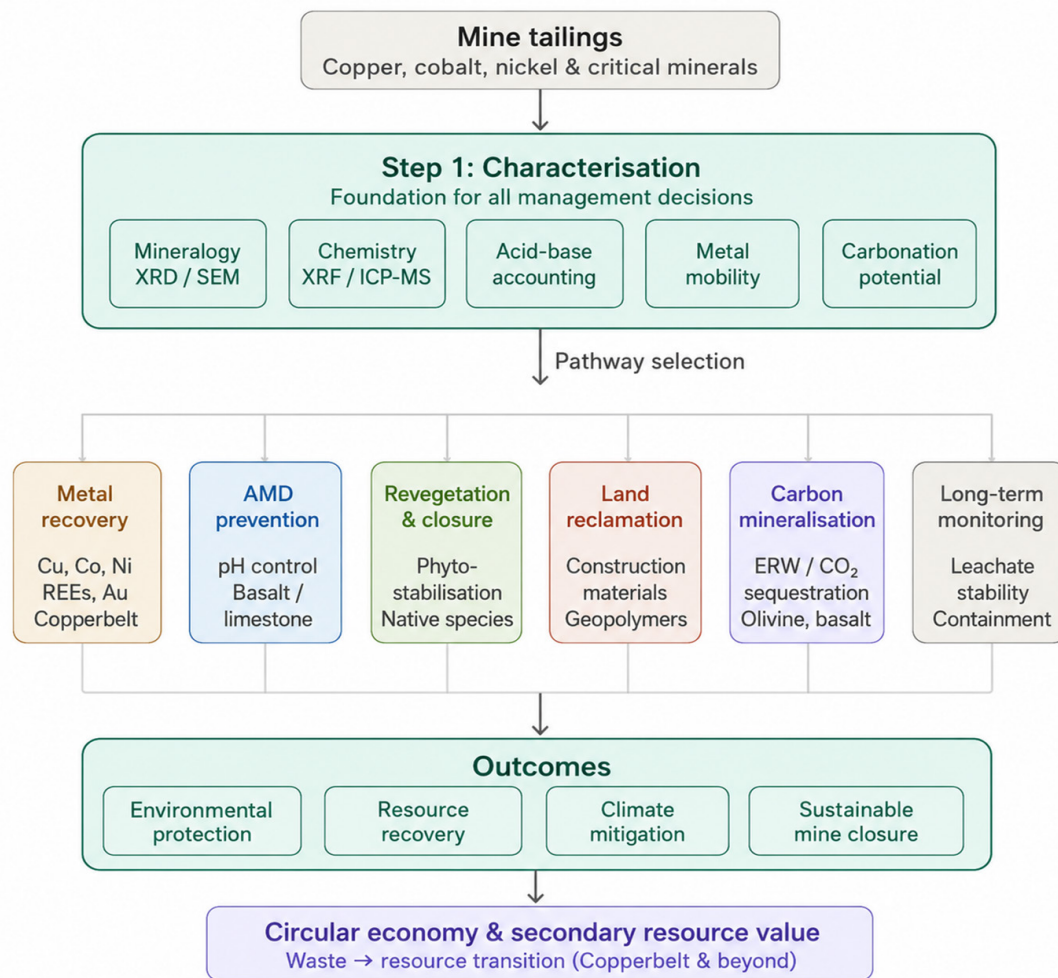 Mine tailings
Copper, cobalt, nickel & critical minerals
Step 1: Characterisation
Foundation for all management decisions
Mineralogy
XRD / SEM
Chemistry
XRF / ICP-MS
Acid-base
accounting
Metal
mobility
Carbonation
potential
Pathway selection
Metal
recovery
Cu, Co, Ni
REEs, Au
Copperbelt
AMD
prevention
pH control
Basalt /
limestone
Revegetation
& closure
Phyto-
stabilisation
Native species
Land
reclamation
Construction
materials
Geopolymers
Carbon
mineralisation
ERW / CO₂
sequestration
Olivine, basalt
Long-term
monitoring
Leachate
stability
Containment
Outcomes
Environmental
protection
Resource
recovery
Climate
mitigation
Sustainable
mine closure
Circular economy & secondary resource value
Waste → resource transition (Copperbelt & beyond)